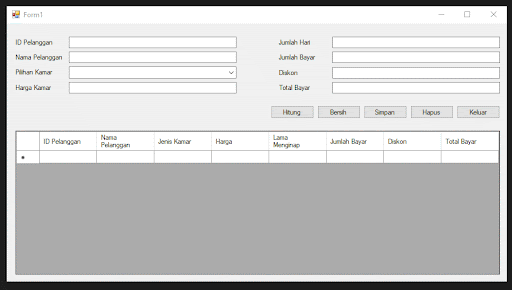 Form1
ID Pelanggan
Nama Pelanggan
Pilihan Kamar
Harga Kamar
Jumlah Hari
Jumlah Bayar
Diskon
Total Bayar
Hitung Bersih Simpan Hapus Keluar
ID Pelanggan Nama Pelanggan Jenis Kamar Harga Lama Menginap Jumlah Bayar Diskon Total Bayar